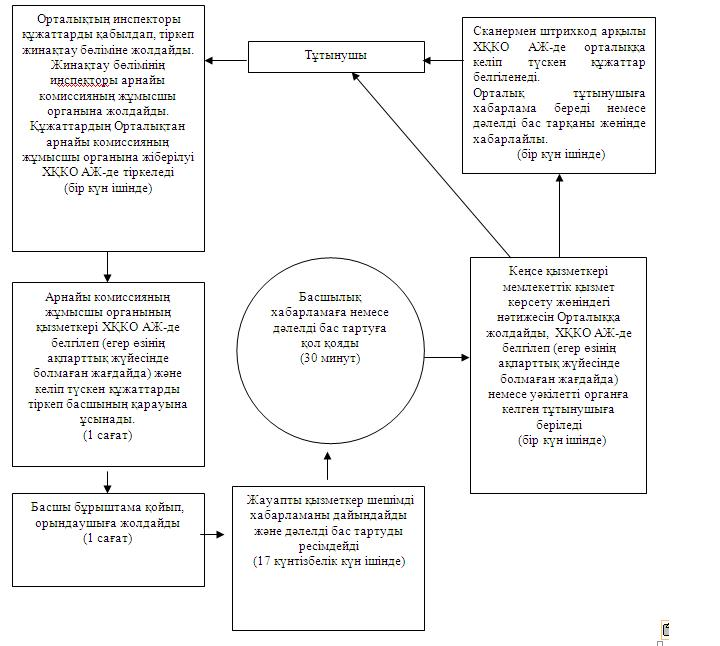 Орталықтың инспекторы
құжаттарды қабылдап, тіркеп
жинақтау бөліміне жолдайды.
Жинақтау бөлімінің
инспекторы арнайы
комиссияның жұмысшы
органына жолдайды.
Құжаттардың Орталықтан
арнайы комиссияның
жұмысшы органына жіберілуі
ХҚКО АЖ-де тіркеледі
(бір күн ішінде)
Тұтынушы
Сканермен штрихкод арқылы
ХҚКО АЖ-де орталыққа
келіп түскен құжаттар
белгіленеді.
Орталық тұтынушыға
хабарлама береді немесе
дәлелді бас тарқаны жөнінде
хабарлайлы.
(бір күн ішінде)
Арнайы комиссияның
жұмысшы органының
қызметкері ХҚКО АЖ-де
белгілеп (егер өзінің
ақпарттық жүйесінде
болмаған жағдайда) және
келіп түскен құжаттарды
тіркеп басшының қарауына
ұсынады.
(1 сағат)
Басшылық
хабарламаға немесе
дәлелді бас тартуға
қол қояды
(30 минут)
Кеңсе қызметкері
мемлекеттік қызмет
көрсету жөніндегі
нәтижесін Орталыққа
жолдайды, ХҚКО АЖ-де
белгілеп (егер өзінің
ақпарттық жүйесінде
болмаған жағдайда)
немесе уәкілетті органға
келген тұтынушыға
беріледі
(бір күн ішінде)
Басшы бұрыштама қойып,
орындаушыға жолдайды
(1 сағат)
Жауапты қызметкер шешімді
хабарламаны дайындайды
және дәлелді бас тартуды
ресімдейді
(17 күнтізбелік күн ішінде)